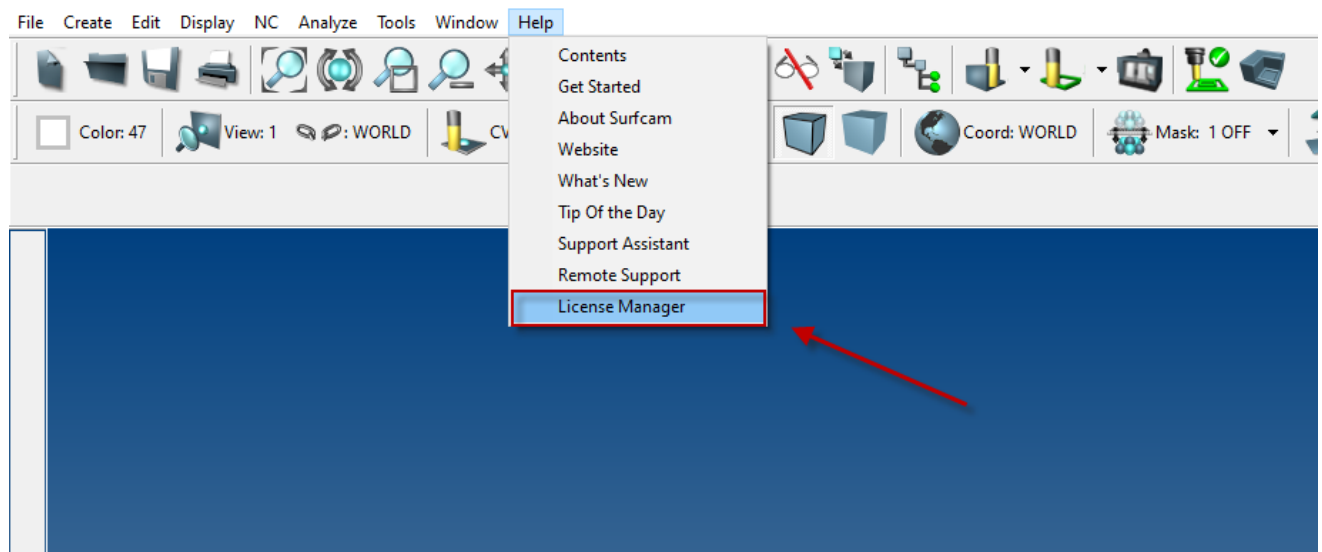 File Create Edit Display NC Analyze Tools Window Help
Contents
Get Started
About Surfcam
Website
What's New
Tip Of the Day
Support Assistant
Remote Support
License Manager
Color: 47 View: 1 : WORLD CV Coord: WORLD Mask: 1 OFF